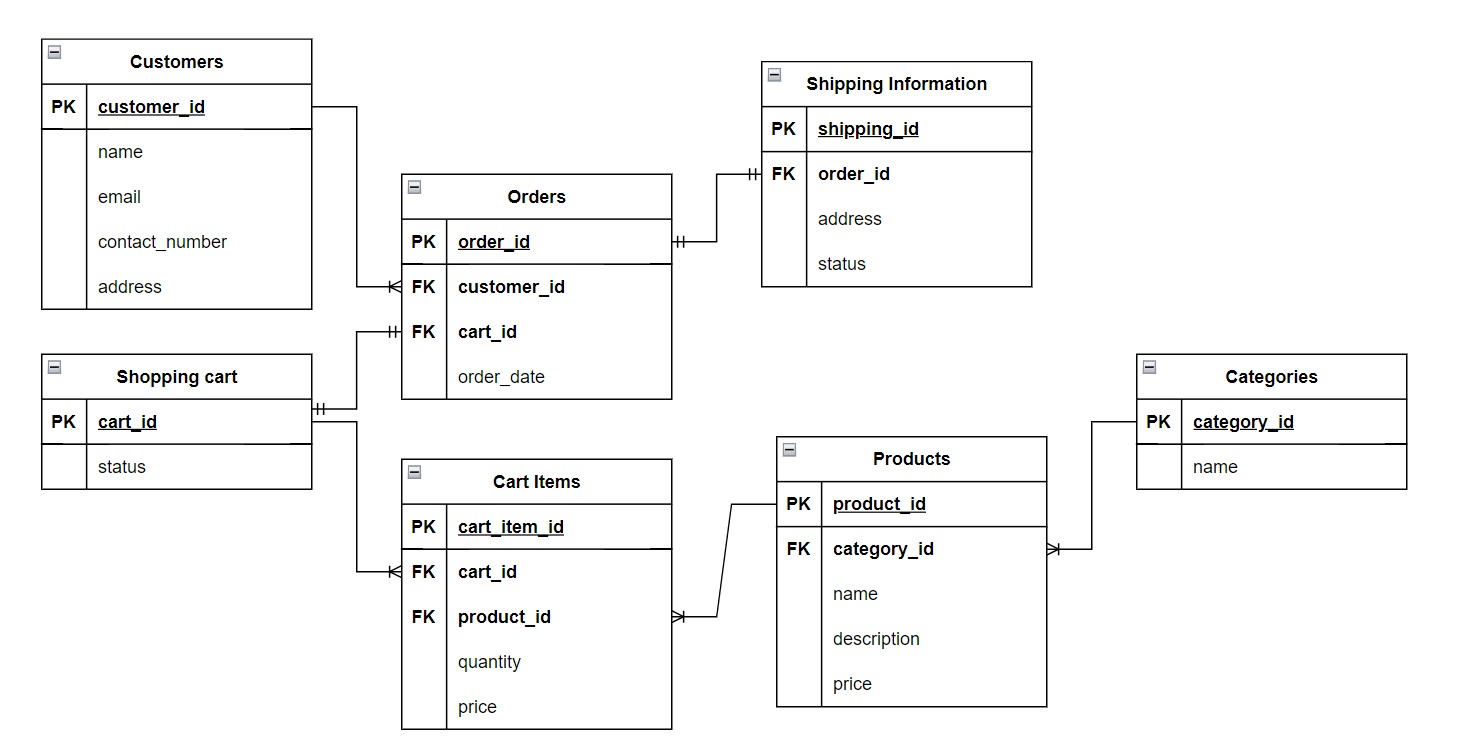 Customers
PK customer_id
name
email
contact_number
address
Shipping Information
PK shipping_id
FK order_id
address
status
Orders
PK order_id
FK customer_id
FK cart_id
order_date
Shopping cart
PK cart_id
status
Cart Items
PK cart_item_id
FK cart_id
FK product_id
quantity
price
Products
PK product_id
FK category_id
name
description
price
Categories
PK category_id
name